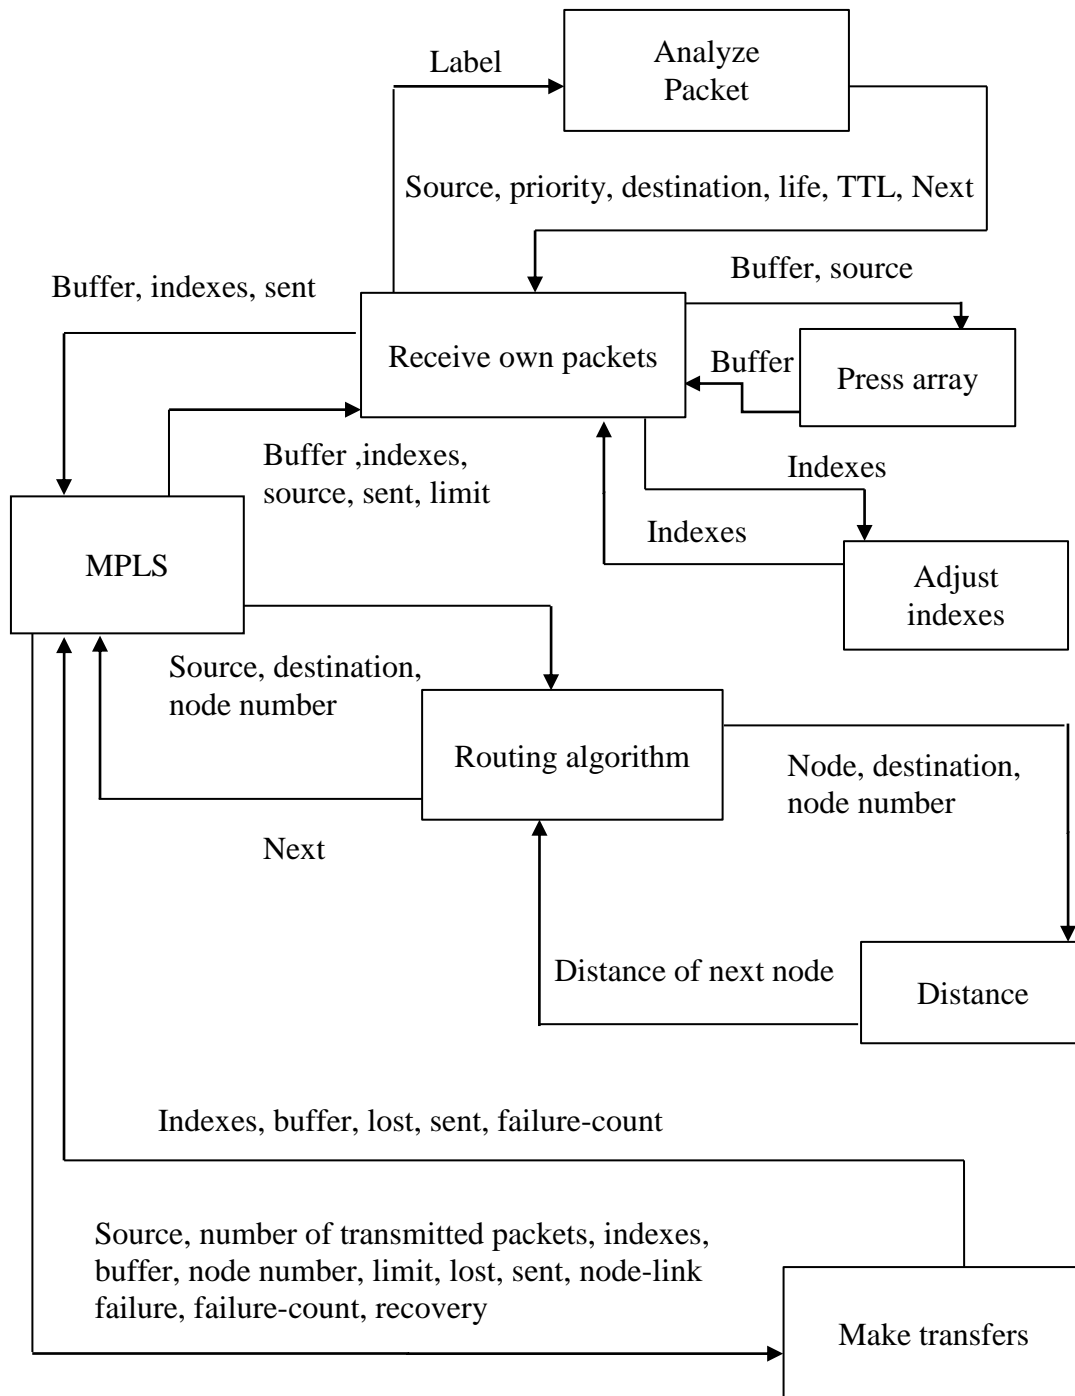 Label
Analyze
Packet
Source, priority, destination, life, TTL, Next
Buffer, source
Buffer, indexes, sent
Receive own packets
Buffer
Press array
Buffer ,indexes,
source, sent, limit
Indexes
Indexes
MPLS
Adjust
indexes
Source, destination,
node number
Routing algorithm
Node, destination,
node number
Next
Distance of next node
Distance
Indexes, buffer, lost, sent, failure-count
Source, number of transmitted packets, indexes,
buffer, node number, limit, lost, sent, node-link
failure, failure-count, recovery
Make transfers